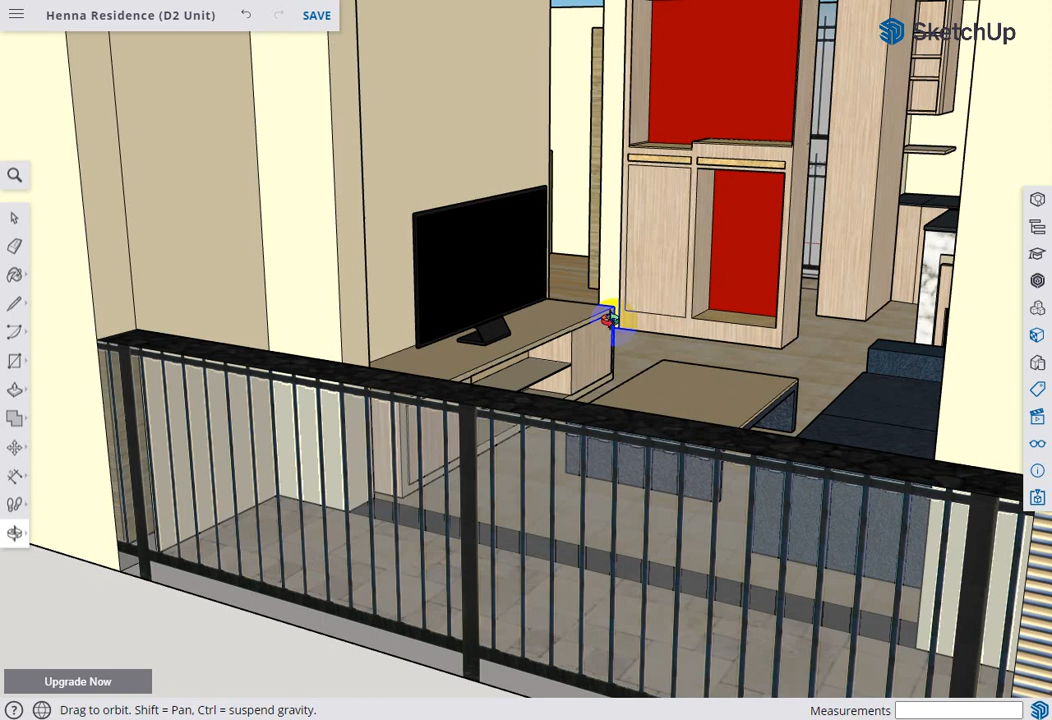 Henna Residence (D2 Unit)
SAVE
SketchUp
Upgrade Now
Drag to orbit. Shift = Pan, Ctrl = suspend gravity.
Measurements